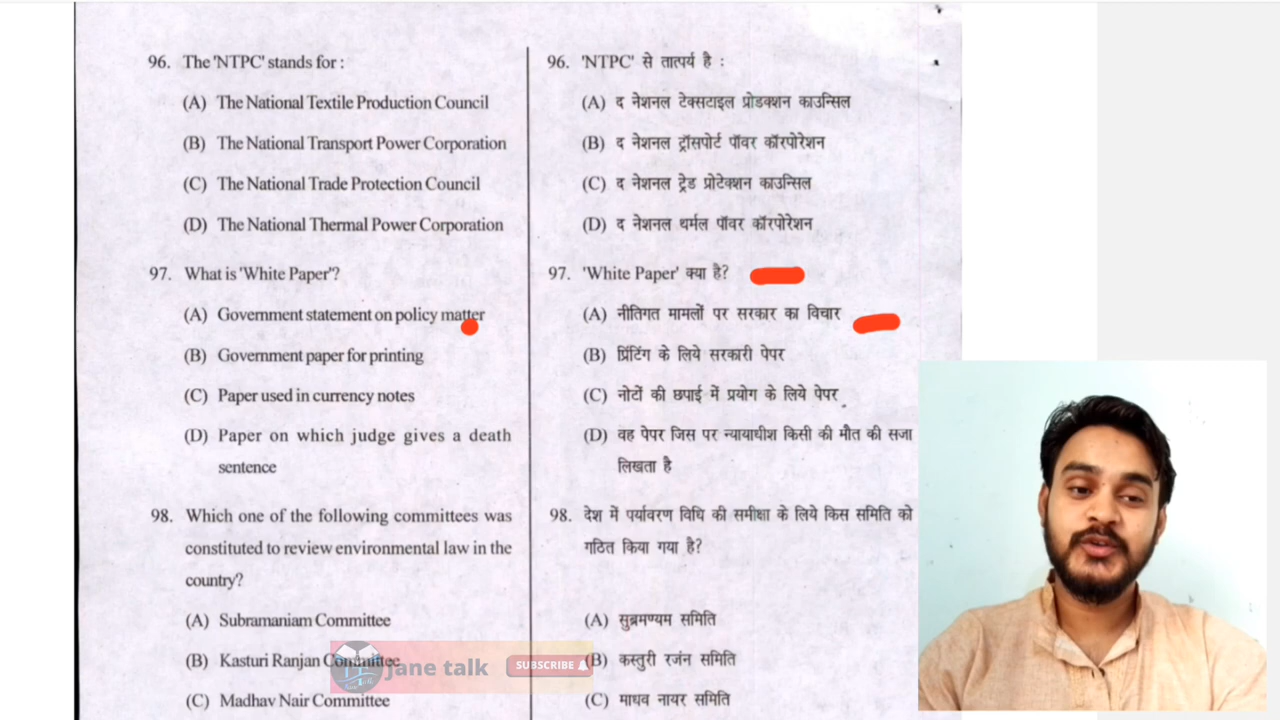 96. The 'NTPC' stands for :
(A) The National Textile Production Council
(B) The National Transport Power Corporation
(C) The National Trade Protection Council
(D) The National Thermal Power Corporation
97. What is 'White Paper'?
(A) Government statement on policy matter
(B) Government paper for printing
(C) Paper used in currency notes
(D) Paper on which judge gives a death
sentence
98. Which one of the following committees was
constituted to review environmental law in the
country?
(A) Subramaniam Committee
(B) Kasturi Ranjan Committee
(C) Madhav Nair Committee
96. 'NTPC' से तात्पर्य है :
(A) द नेशनल टेक्सटाइल प्रोडक्शन काउन्सिल
(B) द नेशनल ट्रॉसपोर्ट पॉवर कॉरपोरेशन
(C) द नेशनल ट्रेड प्रोटेक्शन काउन्सिल
(D) द नेशनल थर्मल पॉवर कॉरपोरेशन
97. 'White Paper' क्या है?
(A) नीतिगत मामलों पर सरकार का विचार
(B) प्रिंटिंग के लिये सरकारी पेपर
(C) नोटों की छपाई में प्रयोग के लिये पेपर
(D) वह पेपर जिस पर न्यायाधीश किसी की मौत की सजा
लिखता है
98. देश में पर्यावरण विधि की समीक्षा के लिये किस समिति को
गठित किया गया है?
(A) सुब्रमण्यम समिति
(B) कस्तुरी रजंन समिति
(C) माधव नायर समिति
jane talk
SUBSCRIBE